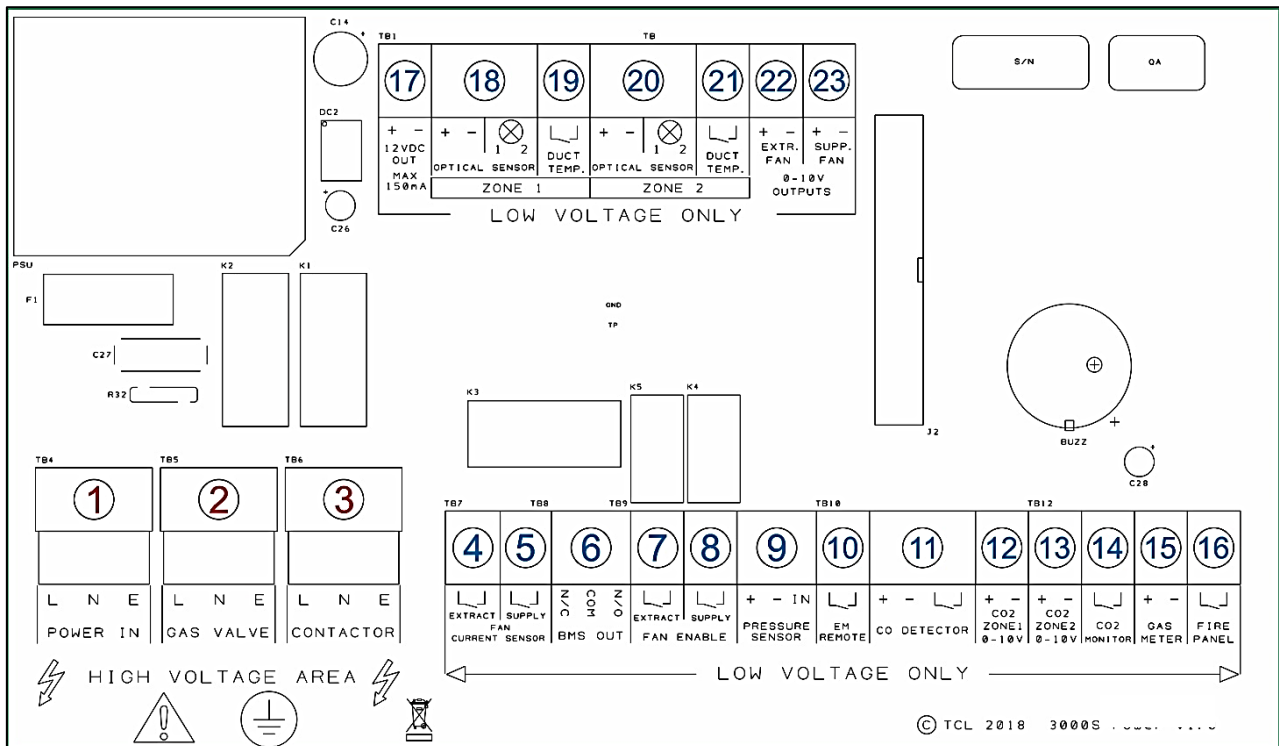 C14
TB1 TB
S/N QA
17 18 19 20 21 22 23
DC2
+ - + - 1 2 + - 1 2 + - + -
12VDC OUT MAX 150mA
OPTICAL SENSOR
DUCT TEMP.
OPTICAL SENSOR
DUCT TEMP.
EXTR. FAN
SUPP. FAN
0-10V OUTPUTS
ZONE 1 ZONE 2
+
LOW VOLTAGE ONLY
C26
PSU K2 K1
F1
GND
TP
C27
R32
K3 K5 K4
J2
+
BUZZ
+
C28
TB4 TB5 TB6
1 2 3
L N E L N E L N E
POWER IN GAS VALVE CONTACTOR
HIGH VOLTAGE AREA
TB7 TB8 TB9 TB10 TB12
4 5 6 7 8 9 10 11 12 13 14 15 16
EXTRACT SUPPLY
FAN
CURRENT SENSOR
N/C COM N/O
BMS OUT
EXTRACT SUPPLY
FAN ENABLE
+ - IN
PRESSURE SENSOR
EM REMOTE
+ -
CO DETECTOR
+ -
CO2 ZONE1 0-10V
+ -
CO2 ZONE2 0-10V
CO2 MONITOR
+ -
GAS METER
FIRE PANEL
LOW VOLTAGE ONLY
© TCL 2018 3000S